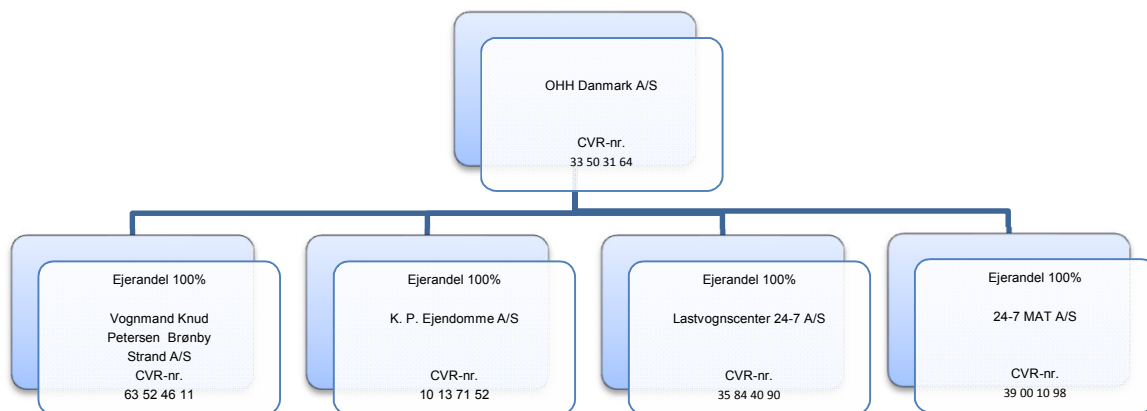 OHH Danmark A/S
CVR-nr.
33 50 31 64
Ejerandel 100%
Vognmand Knud
Petersen Brønby
Strand A/S
CVR-nr.
63 52 46 11
Ejerandel 100%
K. P. Ejendomme A/S
CVR-nr.
10 13 71 52
Ejerandel 100%
Lastvognscenter 24-7 A/S
CVR-nr.
35 84 40 90
Ejerandel 100%
24-7 MAT A/S
CVR-nr.
39 00 10 98